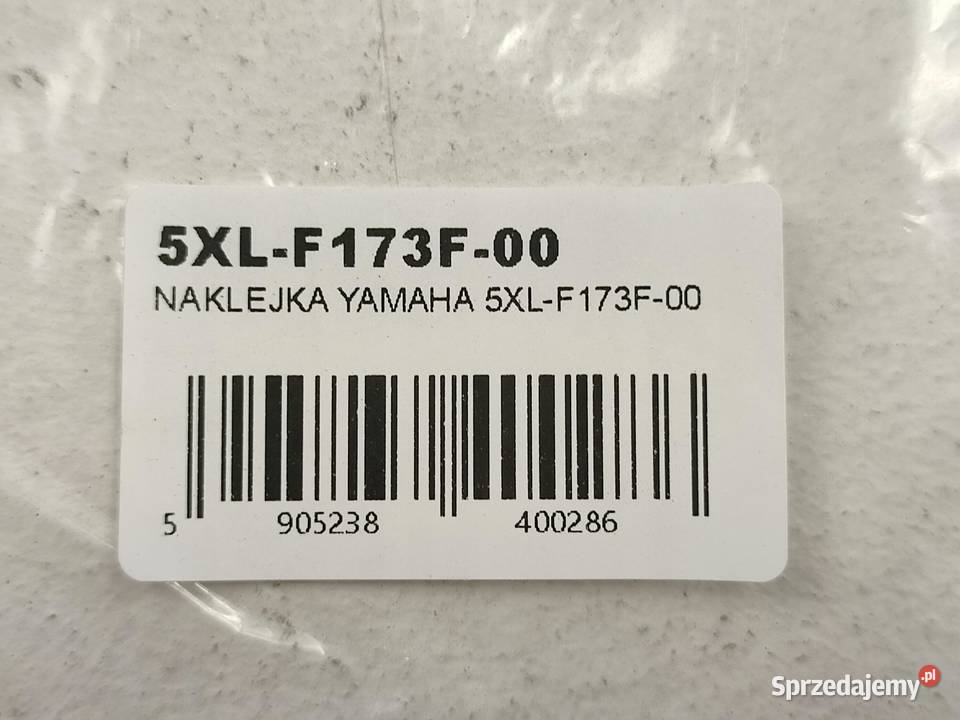 5XL-F173F-00
NAKLEJKA YAMAHA 5XL-F173F-00
5 905238 400286
Sprzedajemy.pl